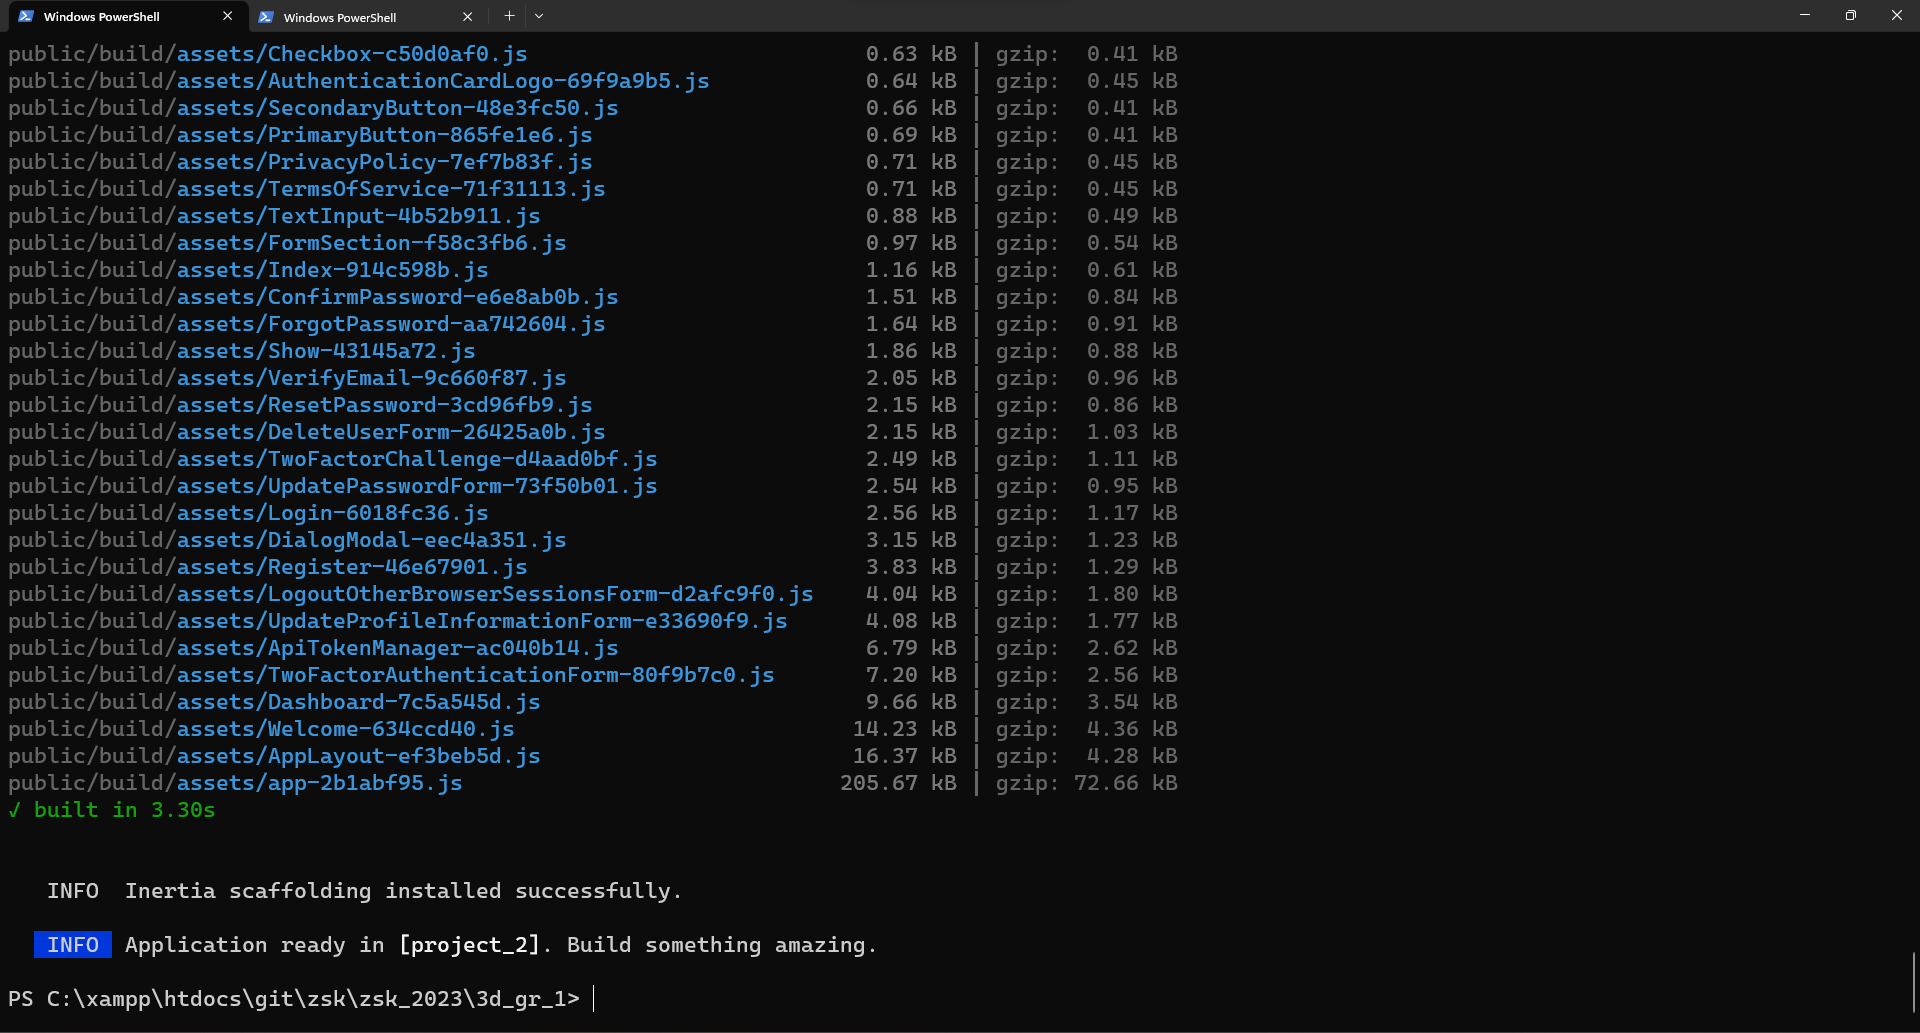 Windows PowerShell
Windows PowerShell
public/build/assets/Checkbox-c50d0af0.js 0.63 kB | gzip: 0.41 kB
public/build/assets/AuthenticationCardLogo-69f9a9b5.js 0.64 kB | gzip: 0.45 kB
public/build/assets/SecondaryButton-48e3fc50.js 0.66 kB | gzip: 0.41 kB
public/build/assets/PrimaryButton-865fe1e6.js 0.69 kB | gzip: 0.41 kB
public/build/assets/PrivacyPolicy-7ef7b83f.js 0.71 kB | gzip: 0.45 kB
public/build/assets/TermsOfService-71f31113.js 0.71 kB | gzip: 0.45 kB
public/build/assets/TextInput-4b52b911.js 0.88 kB | gzip: 0.49 kB
public/build/assets/FormSection-f58c3fb6.js 0.97 kB | gzip: 0.54 kB
public/build/assets/Index-914c598b.js 1.16 kB | gzip: 0.61 kB
public/build/assets/ConfirmPassword-e6e8ab0b.js 1.51 kB | gzip: 0.84 kB
public/build/assets/ForgotPassword-aa742604.js 1.64 kB | gzip: 0.91 kB
public/build/assets/Show-43145a72.js 1.86 kB | gzip: 0.88 kB
public/build/assets/VerifyEmail-9c660f87.js 2.05 kB | gzip: 0.96 kB
public/build/assets/ResetPassword-3cd96fb9.js 2.15 kB | gzip: 0.86 kB
public/build/assets/DeleteUserForm-26425a0b.js 2.15 kB | gzip: 1.03 kB
public/build/assets/TwoFactorChallenge-d4aad0bf.js 2.49 kB | gzip: 1.11 kB
public/build/assets/UpdatePasswordForm-73f50b01.js 2.54 kB | gzip: 0.95 kB
public/build/assets/Login-6018fc36.js 2.56 kB | gzip: 1.17 kB
public/build/assets/DialogModal-eec4a351.js 3.15 kB | gzip: 1.23 kB
public/build/assets/Register-46e67901.js 3.83 kB | gzip: 1.29 kB
public/build/assets/LogoutOtherBrowserSessionsForm-d2afc9f0.js 4.04 kB | gzip: 1.80 kB
public/build/assets/UpdateProfileInformationForm-e33690f9.js 4.08 kB | gzip: 1.77 kB
public/build/assets/ApiTokenManager-ac040b14.js 6.79 kB | gzip: 2.62 kB
public/build/assets/TwoFactorAuthenticationForm-80f9b7c0.js 7.20 kB | gzip: 2.56 kB
public/build/assets/Dashboard-7c5a545d.js 9.66 kB | gzip: 3.54 kB
public/build/assets/Welcome-634ccd40.js 14.23 kB | gzip: 4.36 kB
public/build/assets/AppLayout-ef3beb5d.js 16.37 kB | gzip: 4.28 kB
public/build/assets/app-2b1abf95.js 205.67 kB | gzip: 72.66 kB
√ built in 3.30s
INFO Inertia scaffolding installed successfully.
INFO Application ready in [project_2]. Build something amazing.
PS C:\xampp\htdocs\git\zsk\zsk_2023\3d_gr_1>